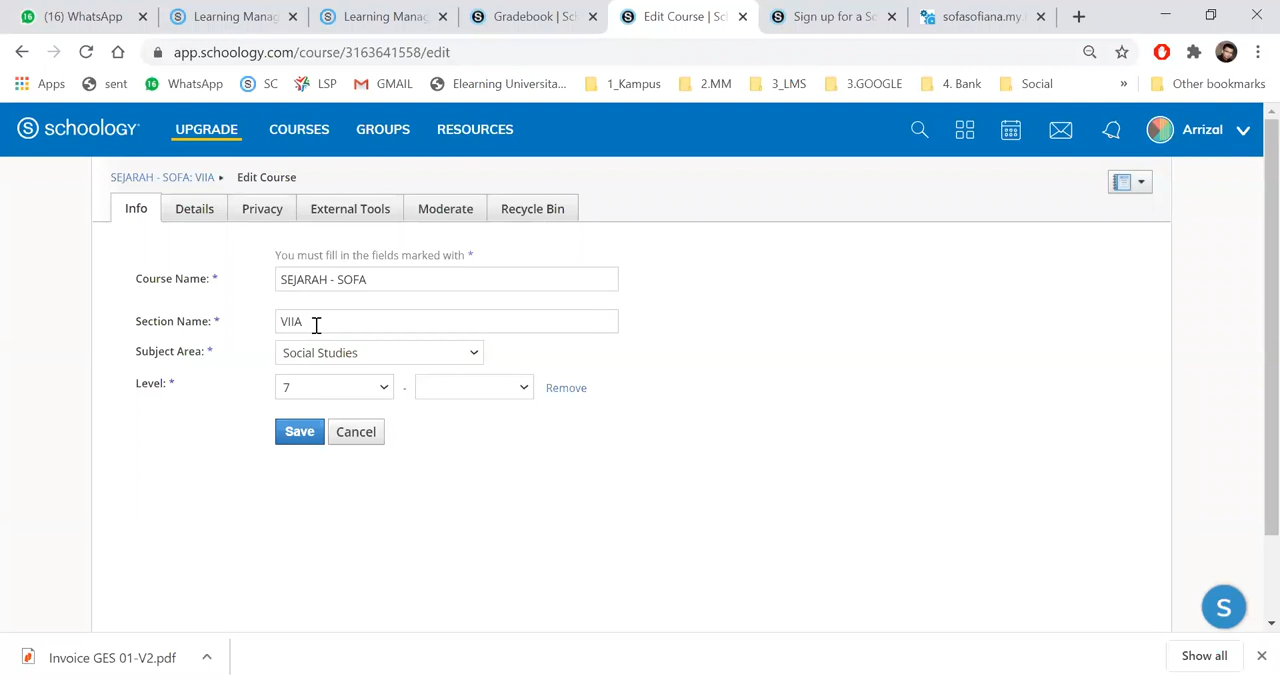 (16) WhatsApp
Learning Manag
Learning Manag
Gradebook | Sch
Edit Course | Sc
Sign up for a Sc
sofasofiana.my.
app.schoology.com/course/3163641558/edit
Apps
sent
16
WhatsApp
SC
LSP
GMAIL
Elearning Universita...
1_Kampus
2.MM
3_LMS
3.GOOGLE
4. Bank
Social
»
Other bookmarks
S schoology
UPGRADE
COURSES
GROUPS
RESOURCES
Arrizal
SEJARAH - SOFA: VIIA ▸ Edit Course
Info
Details
Privacy
External Tools
Moderate
Recycle Bin
You must fill in the fields marked with *
Course Name: *
SEJARAH - SOFA
Section Name: *
VIIA
Subject Area: *
Social Studies
Level: *
7
-
Remove
Save
Cancel
S
Invoice GES 01-V2.pdf
Show all